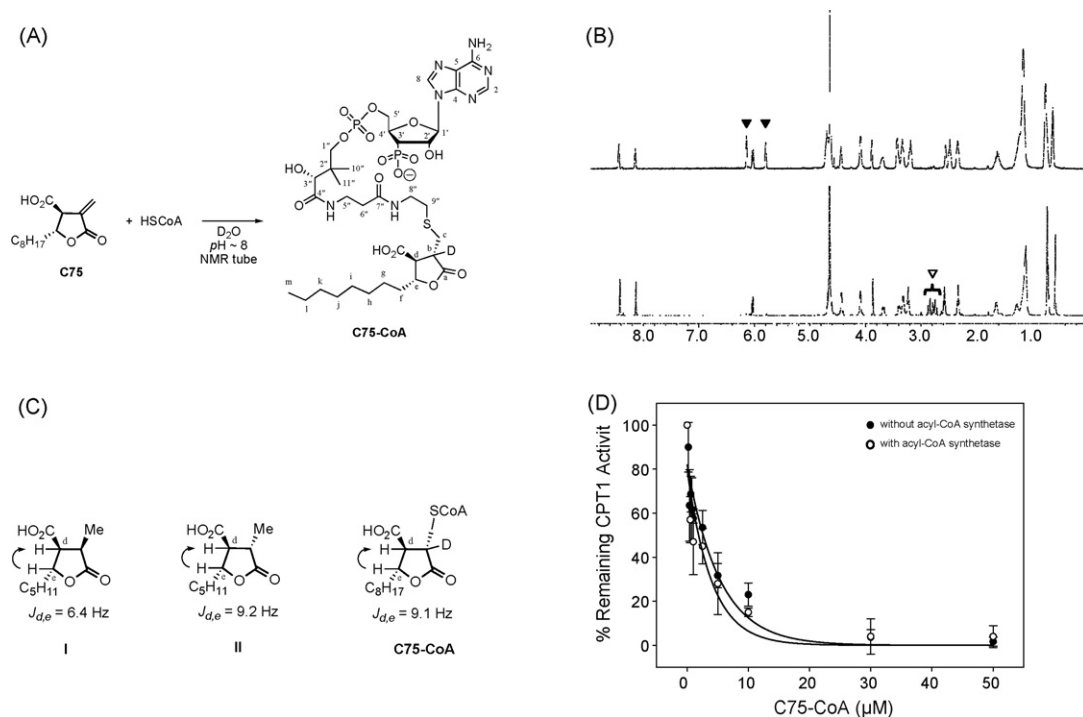 (A)
NH2
6
N
5
N
8
4
N
N
2
O
5'
O
1'
4'
3'
2'
OH
O P O
O
O P O
O
O P O
O
1"
HO
2"
10"
11"
3"
4"
O
N
H
5"
6"
7"
O
N
H
8"
9"
S
c
HO2C
d
b
D
a
O
O
e
f
g
h
i
j
k
l
m
C75-CoA
HO2C
C8H17
O
O
C75
+ HSCoA
D2O
pH ~ 8
NMR tube
(B)
8.0 7.0 6.0 5.0 4.0 3.0 2.0 1.0
(C)
HO2C Me
d
H
H
e
O
O
C5H11
Jd,e = 6.4 Hz
I
HO2C Me
d
H
H
e
O
O
C5H11
Jd,e = 9.2 Hz
II
SCoA
HO2C
d
D
H
H
e
O
O
C8H17
Jd,e = 9.1 Hz
C75-CoA
(D)
% Remaining CPT1 Activit
100
80
60
40
20
0
without acyl-CoA synthetase
with acyl-CoA synthetase
0 10 20 30 40 50
C75-CoA (µM)